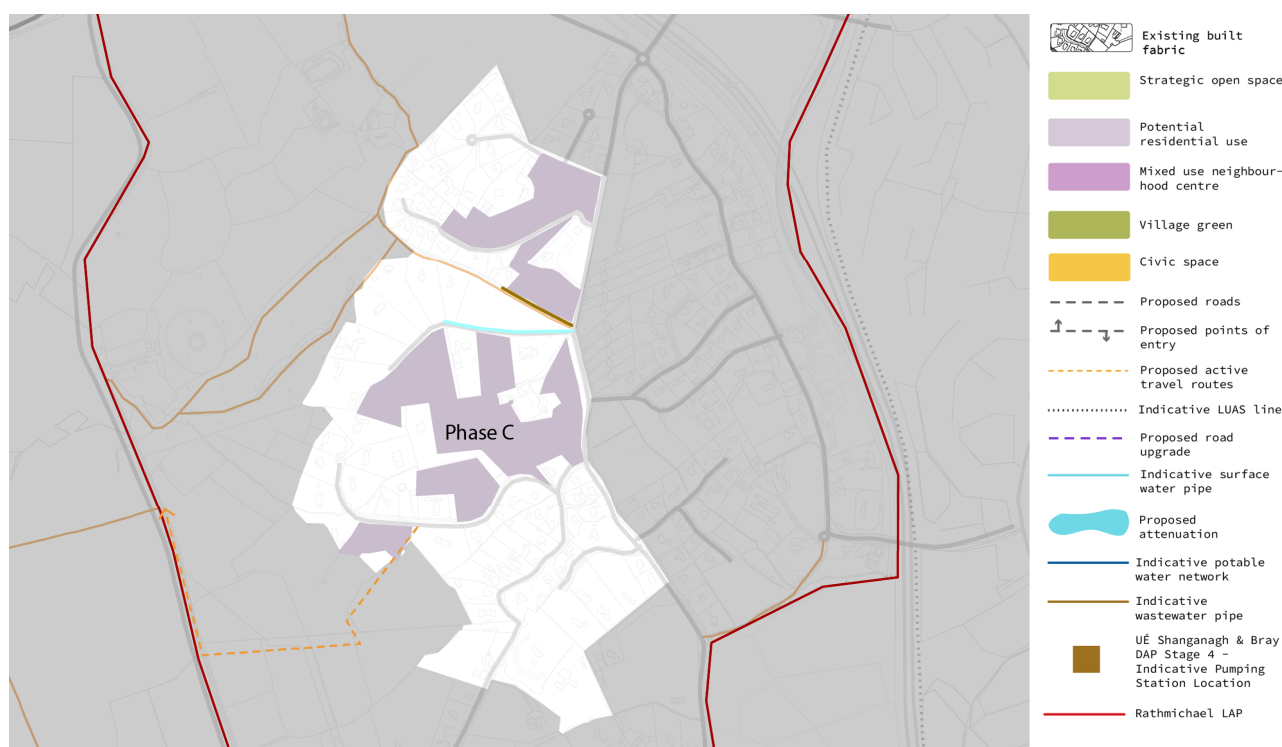 Phase C
Existing built
fabric
Strategic open space
Potential
residential use
Mixed use neighbour-
hood centre
Village green
Civic space
Proposed roads
Proposed points of
entry
Proposed active
travel routes
Indicative LUAS line
Proposed road
upgrade
Indicative surface
water pipe
Proposed
attenuation
Indicative potable
water network
Indicative
wastewater pipe
UÉ Shanganagh & Bray
DAP Stage 4 –
Indicative Pumping
Station Location
Rathmichael LAP